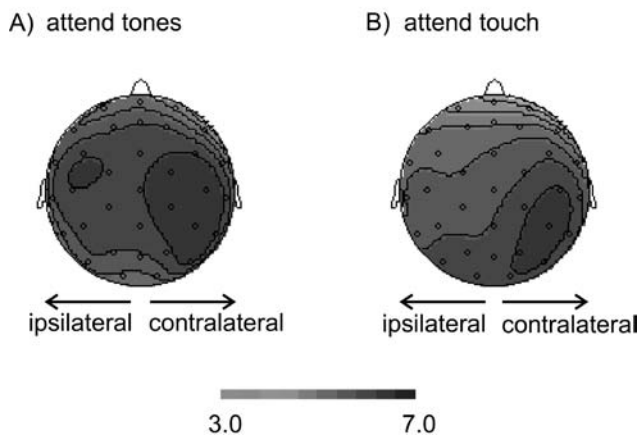 A) attend tones
B) attend touch
ipsilateral contralateral
ipsilateral contralateral
3.0 7.0